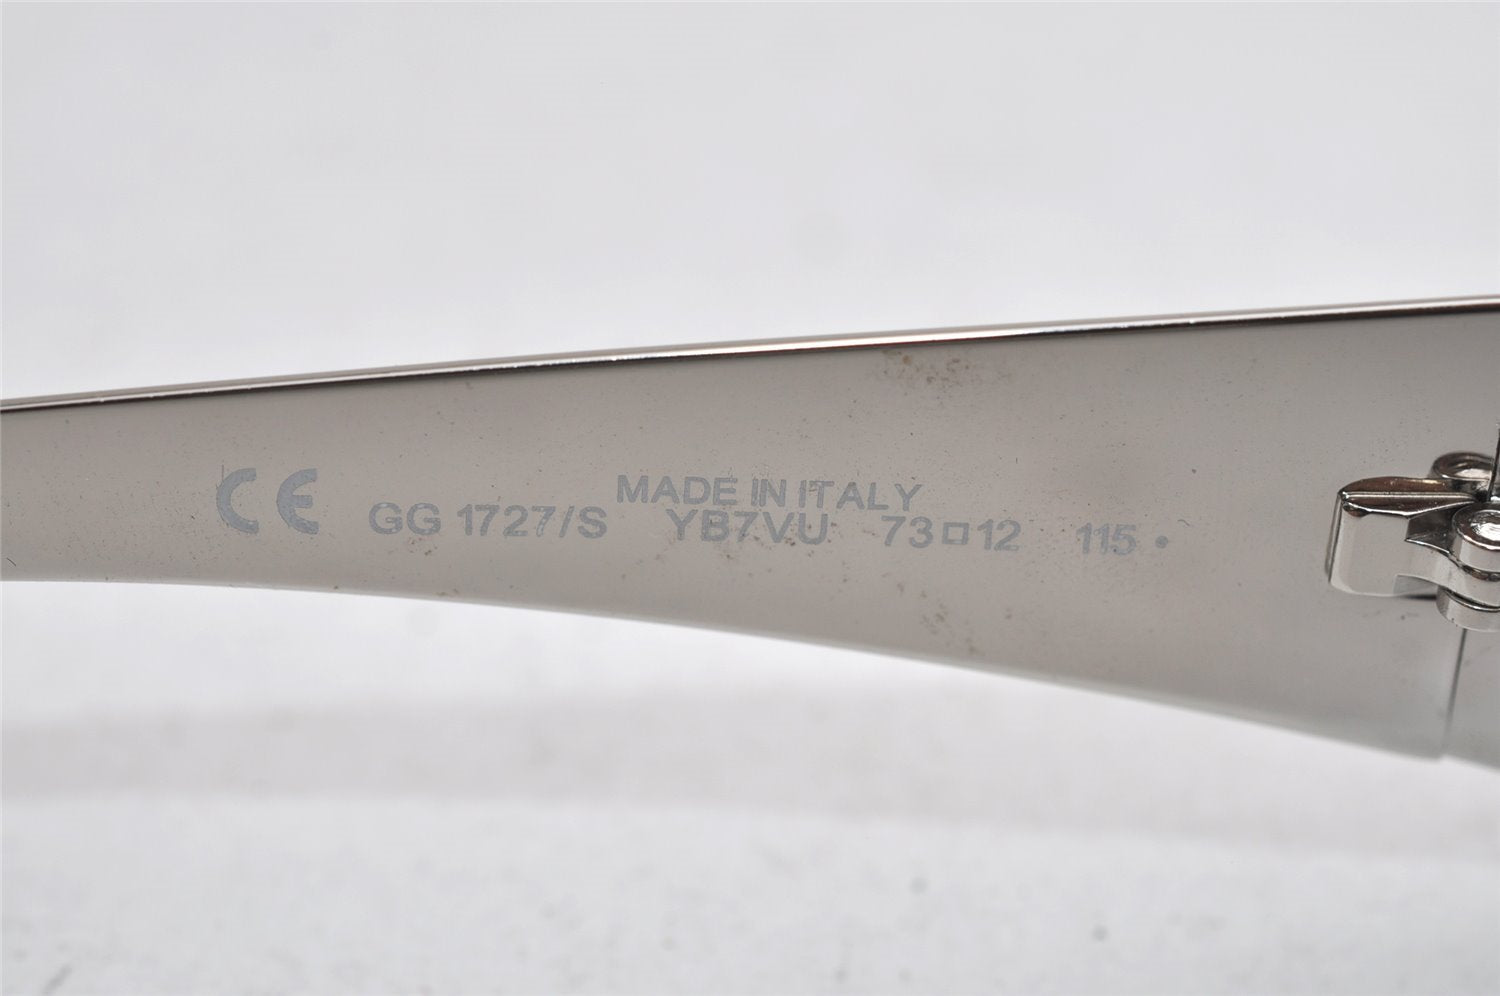 MADE IN ITALY
CE GG 1727/S YB7VU 73□12 115 •